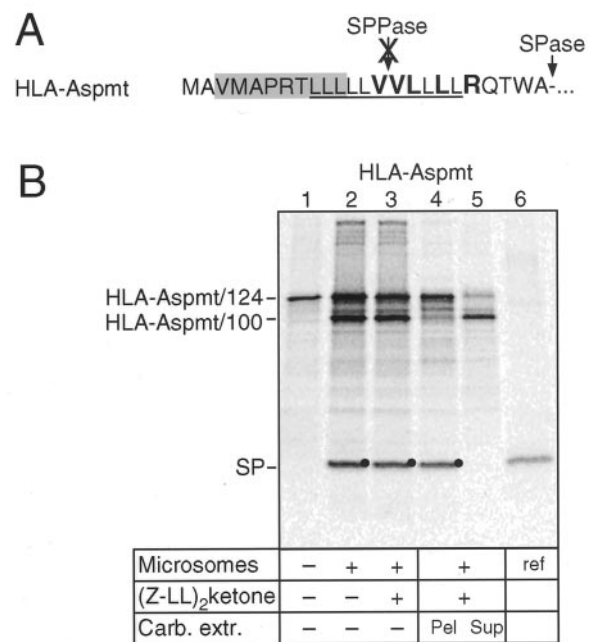 A
SPPase
SPase
HLA-Aspmt MAVMAPRTLLLLLVVLLLLRQTWA-...
B
HLA-Aspmt
1 2 3 4 5 6
HLA-Aspmt/124
HLA-Aspmt/100
SP
Microsomes – + + + ref
(Z-LL)2ketone – – + +
Carb. extr. – – – Pel Sup